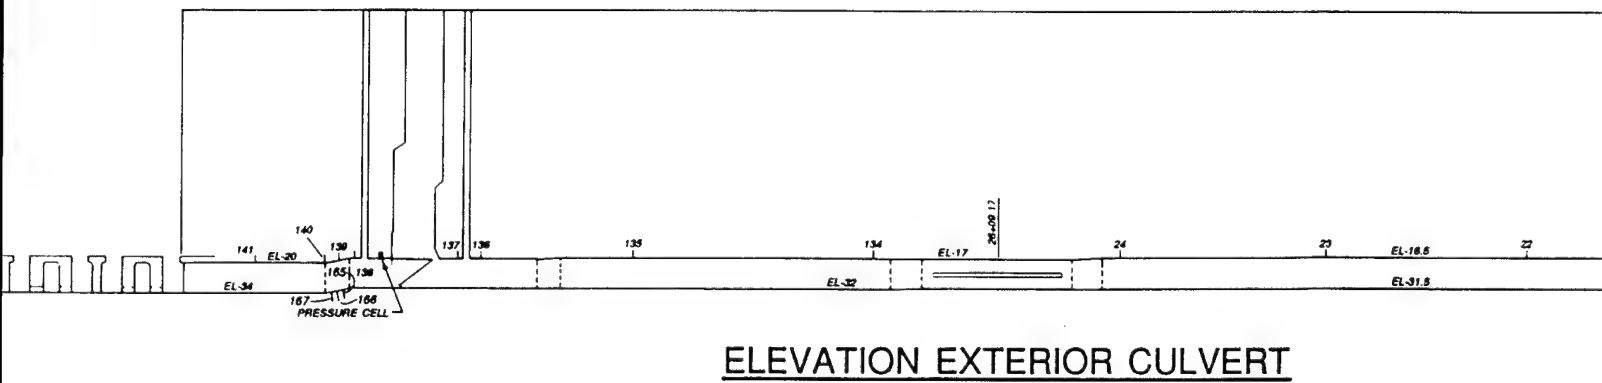 26+09.17
140
141
EL-20
139
137
136
135
134
EL-17
24
23
EL-16.5
22
165
138
EL-34
EL-32
EL-31.5
167
166
PRESSURE CELL
ELEVATION EXTERIOR CULVERT